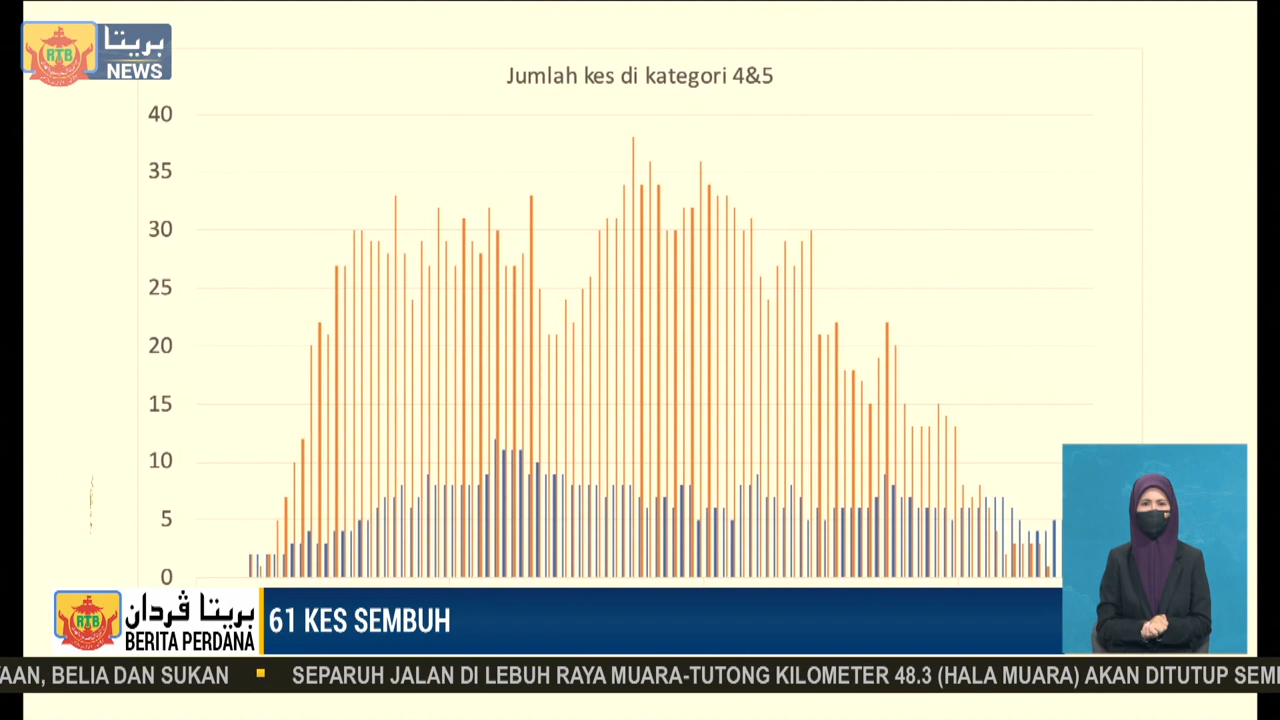 بريتا
RTB
NEWS
Jumlah kes di kategori 4&5
40
35
30
25
20
15
10
5
0
بريتا ڤردان
RTB
BERITA PERDANA
61 KES SEMBUH
YAAN, BELIA DAN SUKAN
SEPARUH JALAN DI LEBUH RAYA MUARA-TUTONG KILOMETER 48.3 (HALA MUARA) AKAN DITUTUP SEM